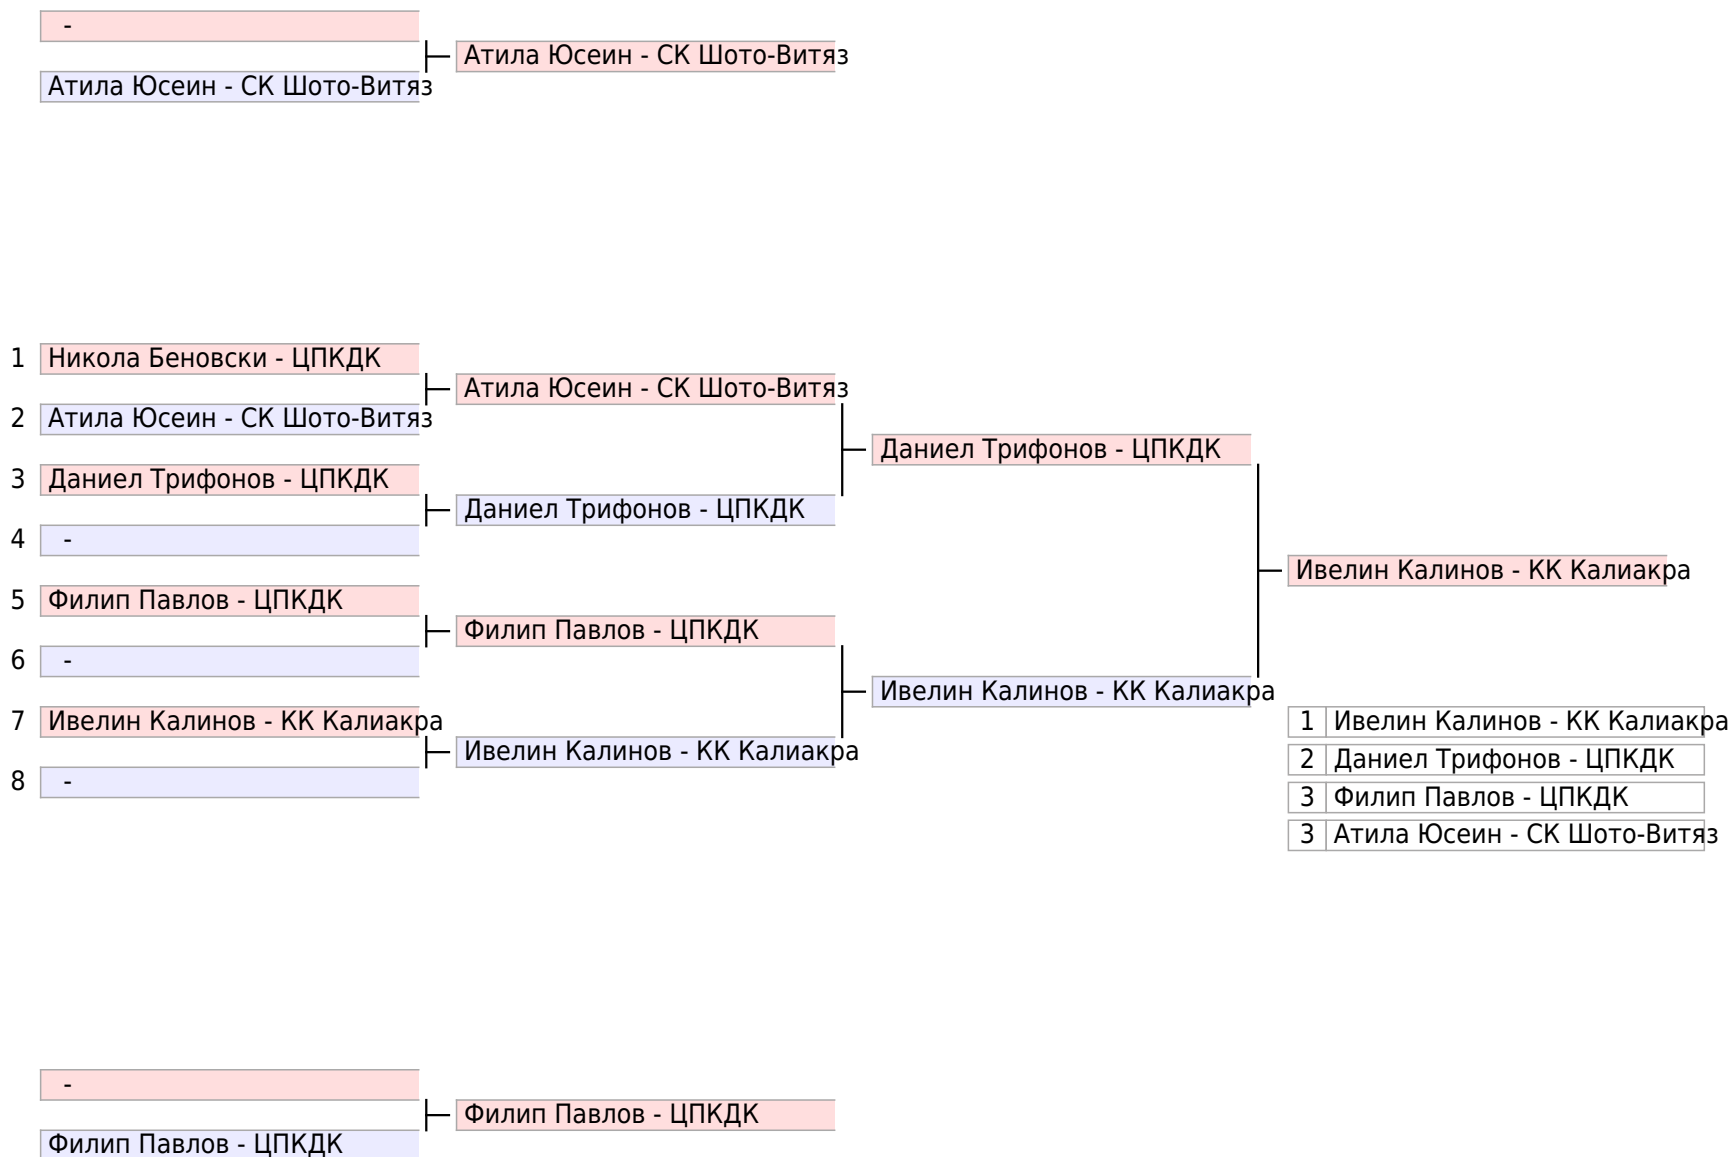 -
Атила Юсеин - СК Шото-Витяз
Атила Юсеин - СК Шото-Витяз
1 Никола Беновски - ЦПКДК
Атила Юсеин - СК Шото-Витяз
2 Атила Юсеин - СК Шото-Витяз
Даниел Трифонов - ЦПКДК
3 Даниел Трифонов - ЦПКДК
Даниел Трифонов - ЦПКДК
4 -
Ивелин Калинов - КК Калиакра
5 Филип Павлов - ЦПКДК
Филип Павлов - ЦПКДК
6 -
Ивелин Калинов - КК Калиакра
7 Ивелин Калинов - КК Калиакра
Ивелин Калинов - КК Калиакра
8 -
1 Ивелин Калинов - КК Калиакра
2 Даниел Трифонов - ЦПКДК
3 Филип Павлов - ЦПКДК
3 Атила Юсеин - СК Шото-Витяз
-
Филип Павлов - ЦПКДК
Филип Павлов - ЦПКДК